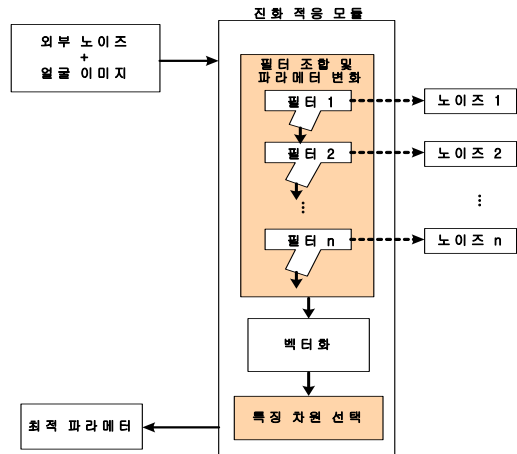 진화 적응 모듈
외부 노이즈
+
얼굴 이미지
필터 조합 및
파라메터 변화
필터 1
노이즈 1
필터 2
노이즈 2
...
...
필터 n
노이즈 n
벡터화
특징 차원 선택
최적 파라메터